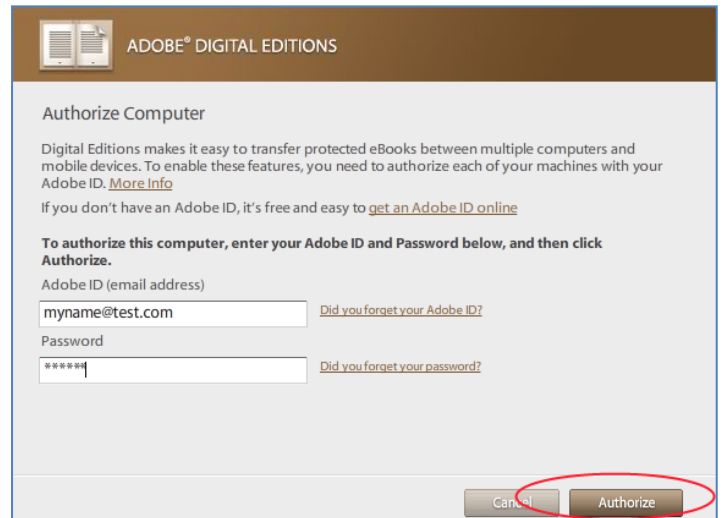 ADOBE® DIGITAL EDITIONS
Authorize Computer
Digital Editions makes it easy to transfer protected eBooks between multiple computers and
mobile devices. To enable these features, you need to authorize each of your machines with your
Adobe ID. More Info
If you don't have an Adobe ID, it's free and easy to get an Adobe ID online
To authorize this computer, enter your Adobe ID and Password below, and then click
Authorize.
Adobe ID (email address)
myname@test.com Did you forget your Adobe ID?
Password
****** Did you forget your password?
Cancel Authorize